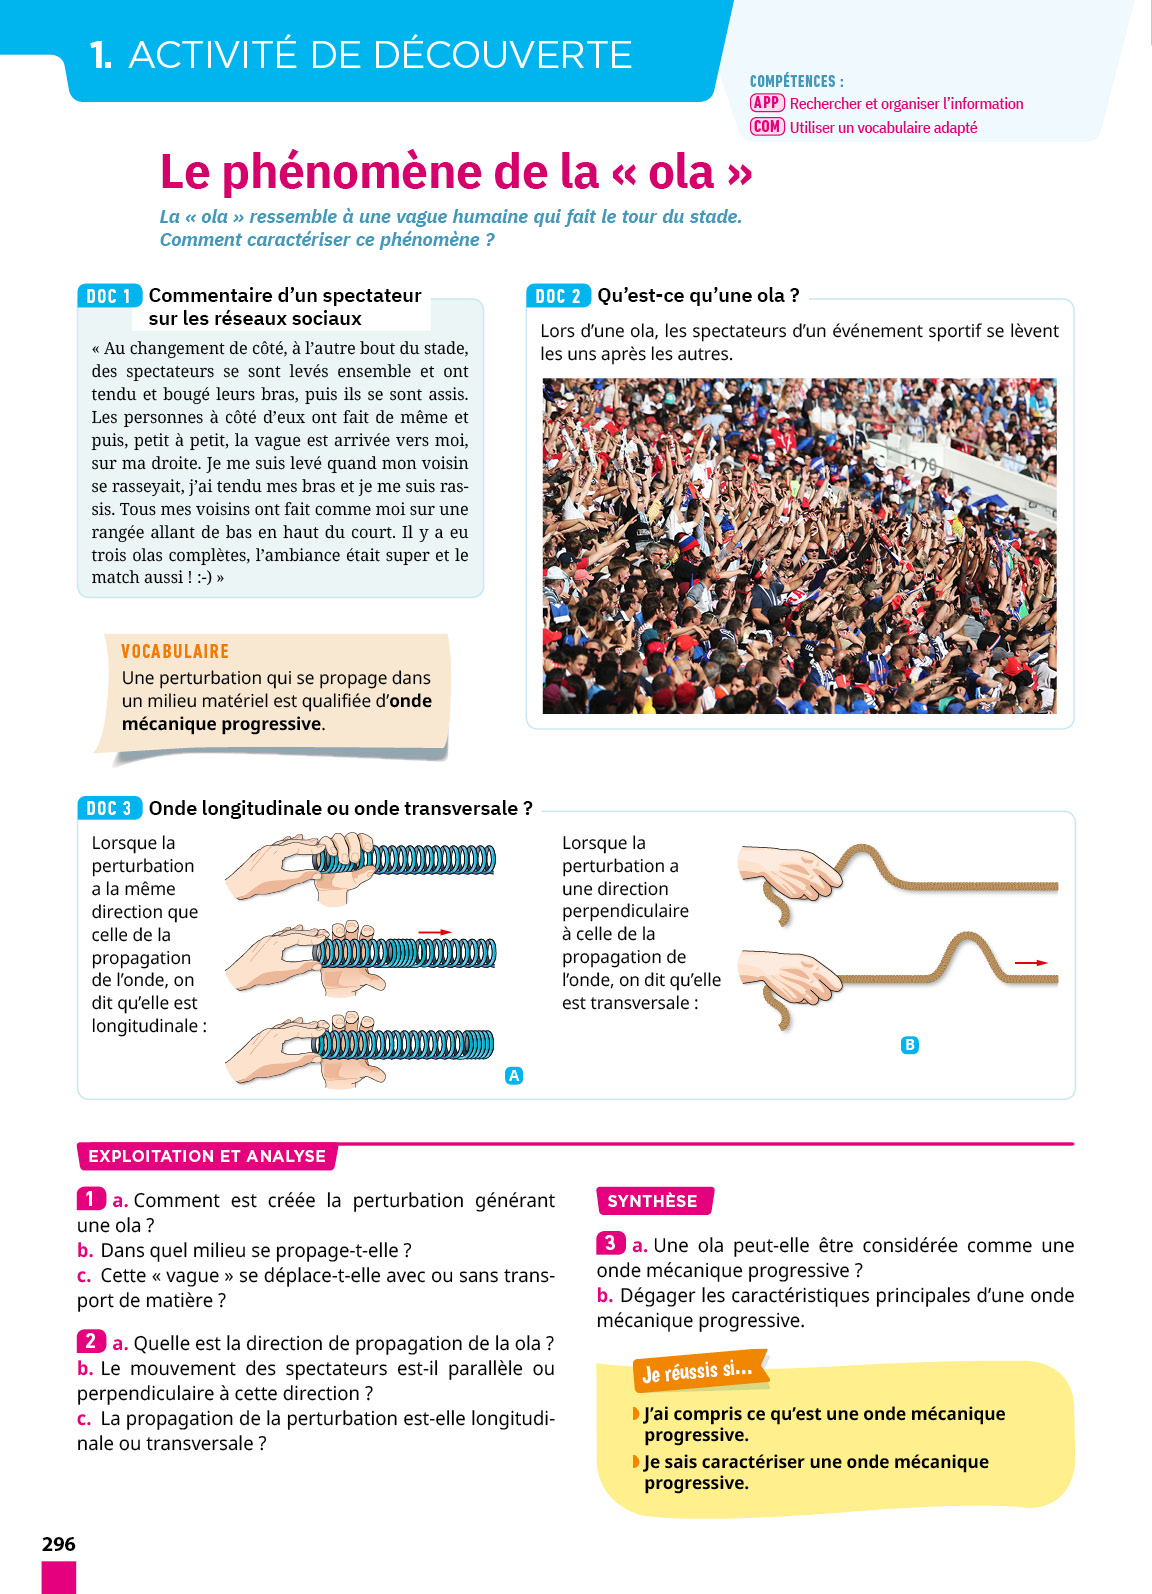 1. ACTIVITÉ DE DÉCOUVERTE
COMPÉTENCES :
APP Rechercher et organiser l’information
COM Utiliser un vocabulaire adapté
Le phénomène de la « ola »
La « ola » ressemble à une vague humaine qui fait le tour du stade.
Comment caractériser ce phénomène ?
DOC 1 Commentaire d’un spectateur
sur les réseaux sociaux
« Au changement de côté, à l’autre bout du stade,
des spectateurs se sont levés ensemble et ont
tendu et bougé leurs bras, puis ils se sont assis.
Les personnes à côté d’eux ont fait de même et
puis, petit à petit, la vague est arrivée vers moi,
sur ma droite. Je me suis levé quand mon voisin
se rasseyait, j’ai tendu mes bras et je me suis ras-
sis. Tous mes voisins ont fait comme moi sur une
rangée allant de bas en haut du court. Il y a eu
trois olas complètes, l’ambiance était super et le
match aussi ! :-) »
VOCABULAIRE
Une perturbation qui se propage dans
un milieu matériel est qualifiée d’onde
mécanique progressive.
DOC 2 Qu’est-ce qu’une ola ?
Lors d’une ola, les spectateurs d’un événement sportif se lèvent
les uns après les autres.
129
DOC 3 Onde longitudinale ou onde transversale ?
Lorsque la
perturbation
a la même
direction que
celle de la
propagation
de l’onde, on
dit qu’elle est
longitudinale :
A
Lorsque la
perturbation a
une direction
perpendiculaire
à celle de la
propagation de
l’onde, on dit qu’elle
est transversale :
B
EXPLOITATION ET ANALYSE
1 a. Comment est créée la perturbation générant
une ola ?
b. Dans quel milieu se propage-t-elle ?
c. Cette « vague » se déplace-t-elle avec ou sans trans-
port de matière ?
2 a. Quelle est la direction de propagation de la ola ?
b. Le mouvement des spectateurs est-il parallèle ou
perpendiculaire à cette direction ?
c. La propagation de la perturbation est-elle longitudi-
nale ou transversale ?
SYNTHÈSE
3 a. Une ola peut-elle être considérée comme une
onde mécanique progressive ?
b. Dégager les caractéristiques principales d’une onde
mécanique progressive.
Je réussis si...
J’ai compris ce qu’est une onde mécanique
progressive.
Je sais caractériser une onde mécanique
progressive.
296